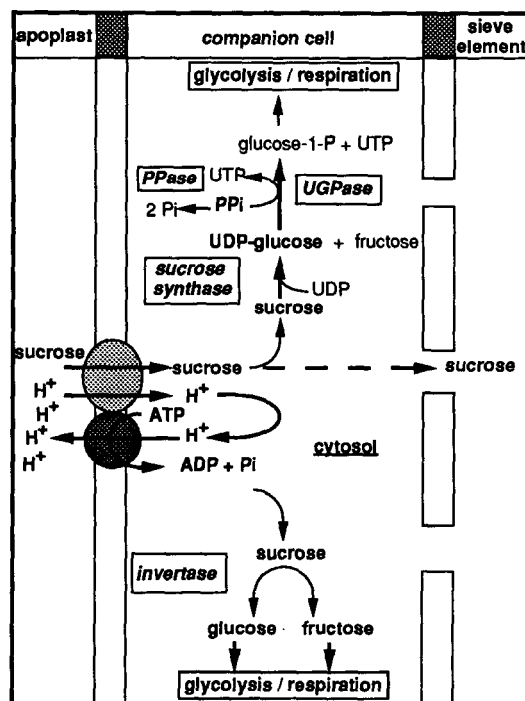 apoplast
companion cell
sieve
element
glycolysis / respiration
glucose-1-P + UTP
PPase
UTP
UGPase
2 Pi
PPi
UDP-glucose + fructose
sucrose
synthase
UDP
sucrose
sucrose
sucrose
sucrose
H+
H+
H+
ATP
H+
H+
cytosol
H+
ADP + Pi
sucrose
invertase
glucose
fructose
glycolysis / respiration